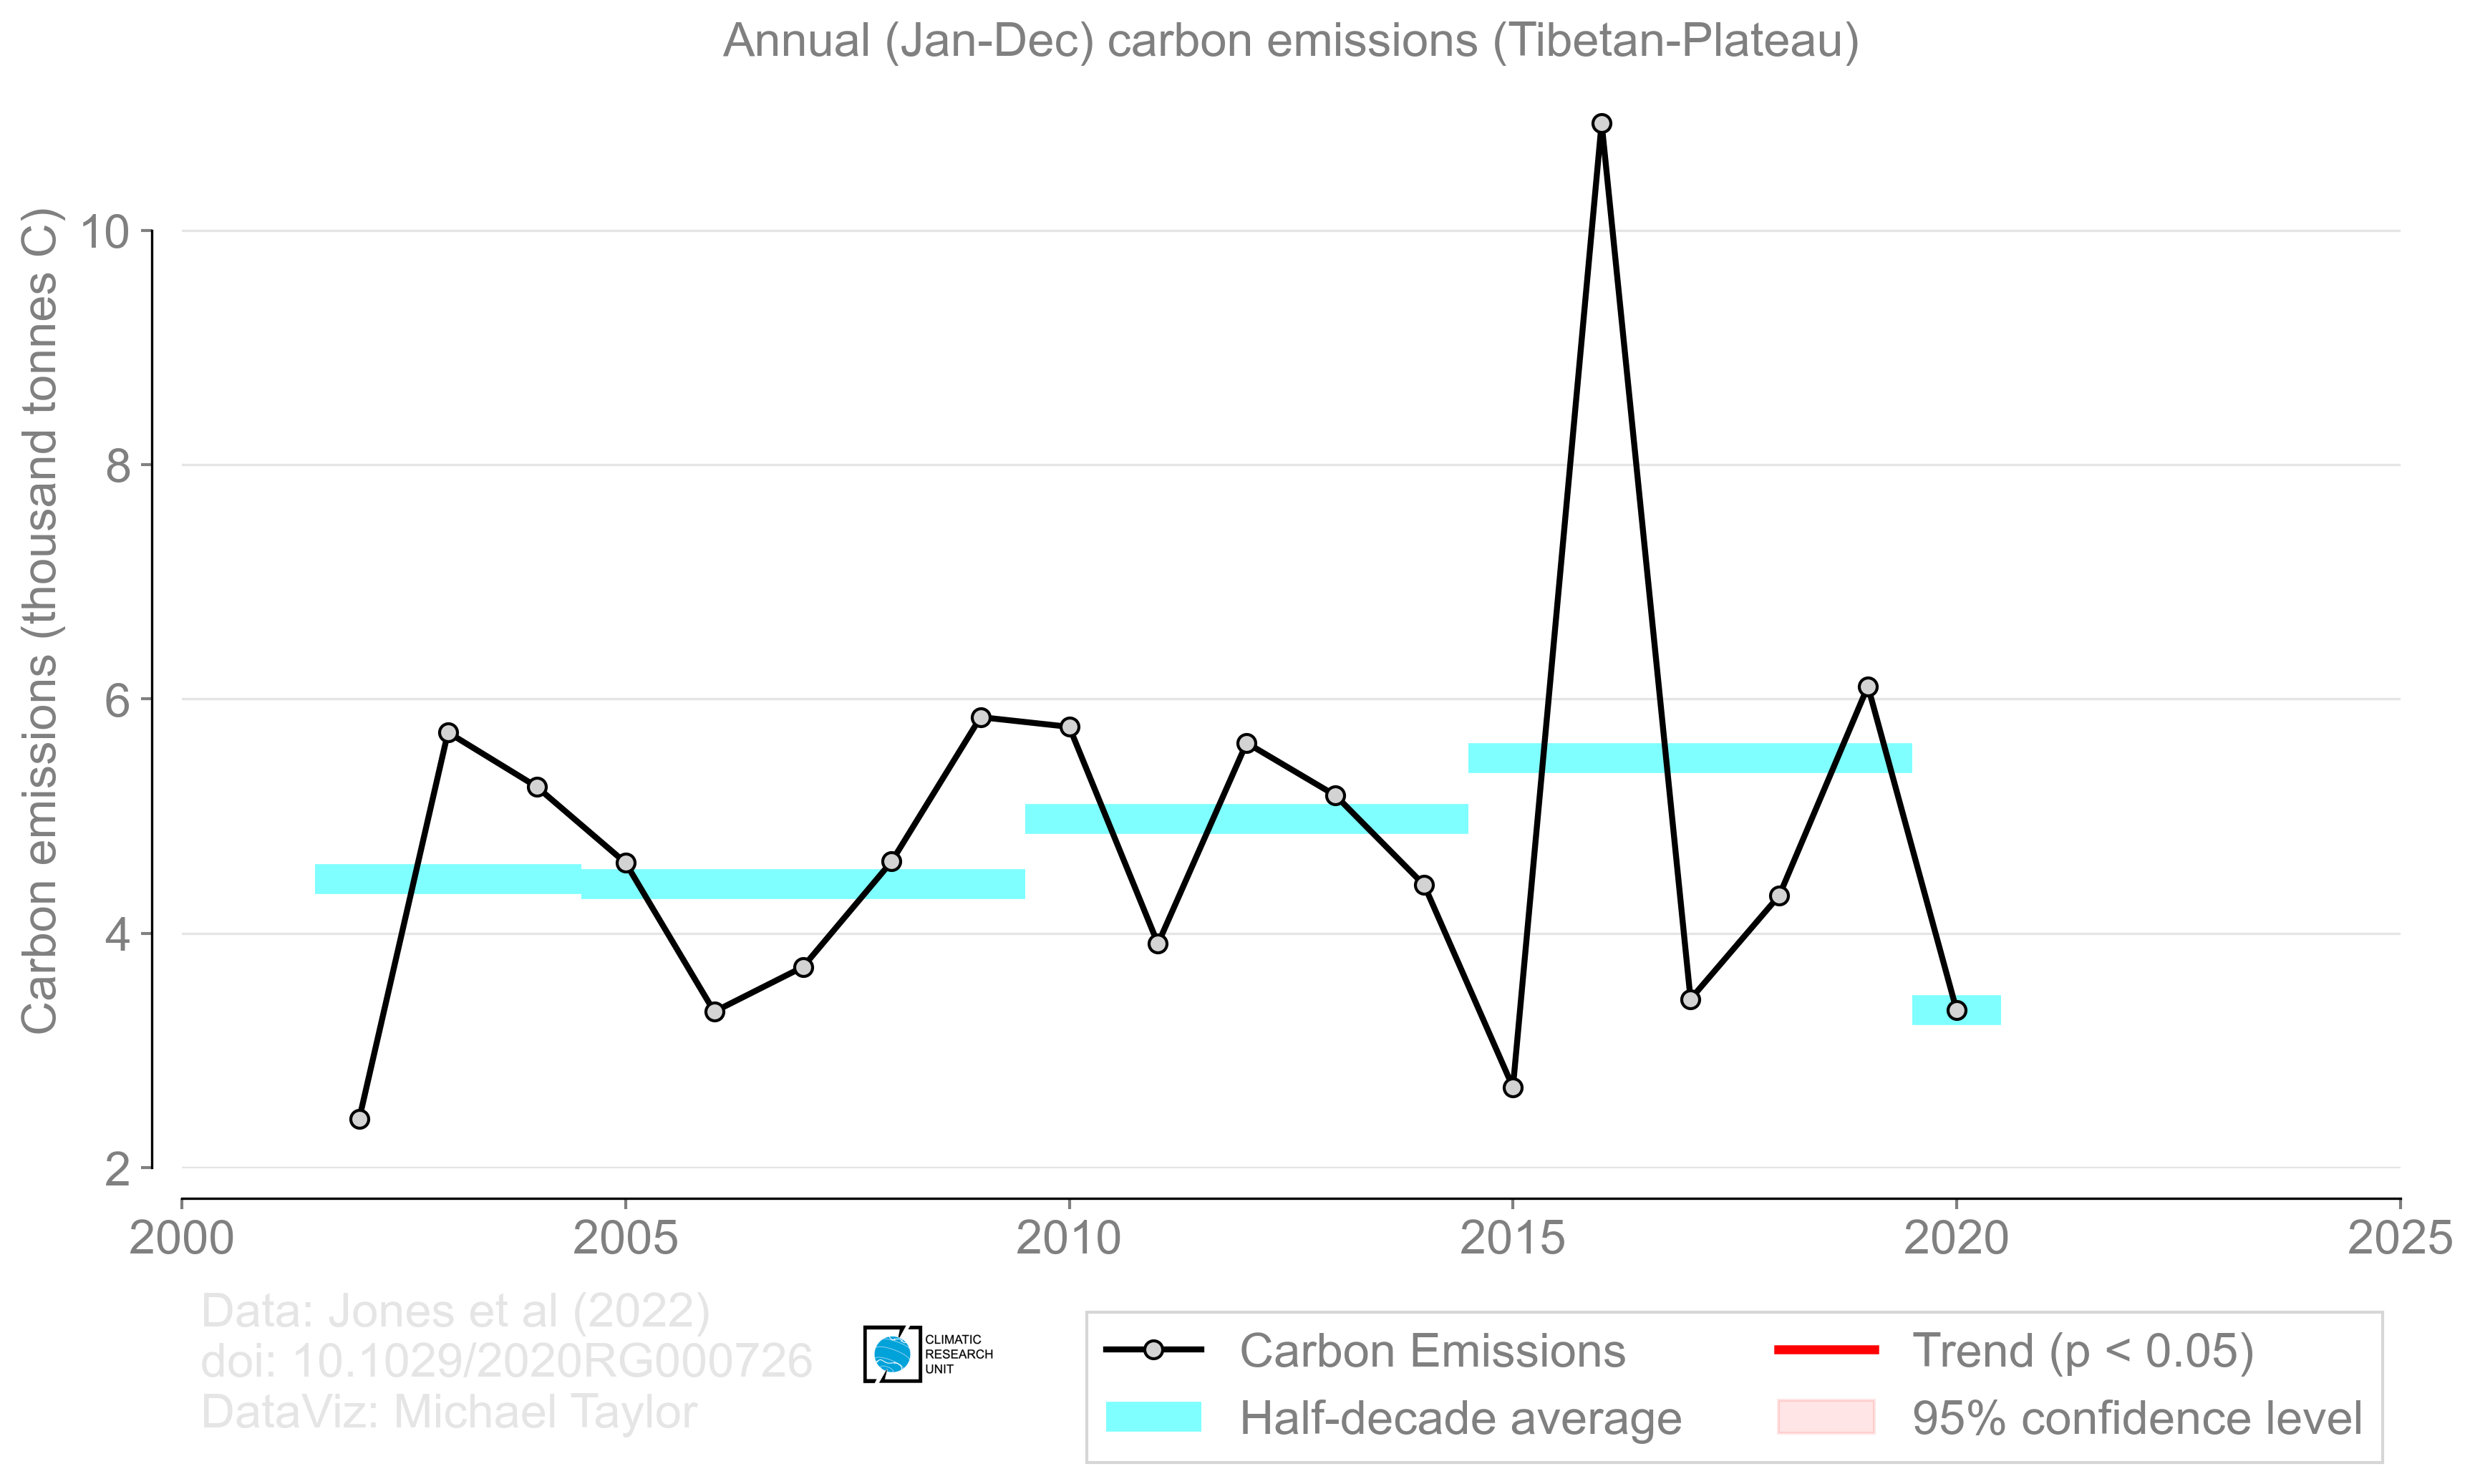 Annual (Jan-Dec) carbon emissions (Tibetan-Plateau)
Carbon emissions (thousand tonnes C)
10
8
6
4
2
2000 2005 2010 2015 2020 2025
Data: Jones et al (2022)
doi: 10.1029/2020RG000726
DataViz: Michael Taylor
CLIMATIC
RESEARCH
UNIT
Carbon Emissions
Half-decade average
Trend (p < 0.05)
95% confidence level